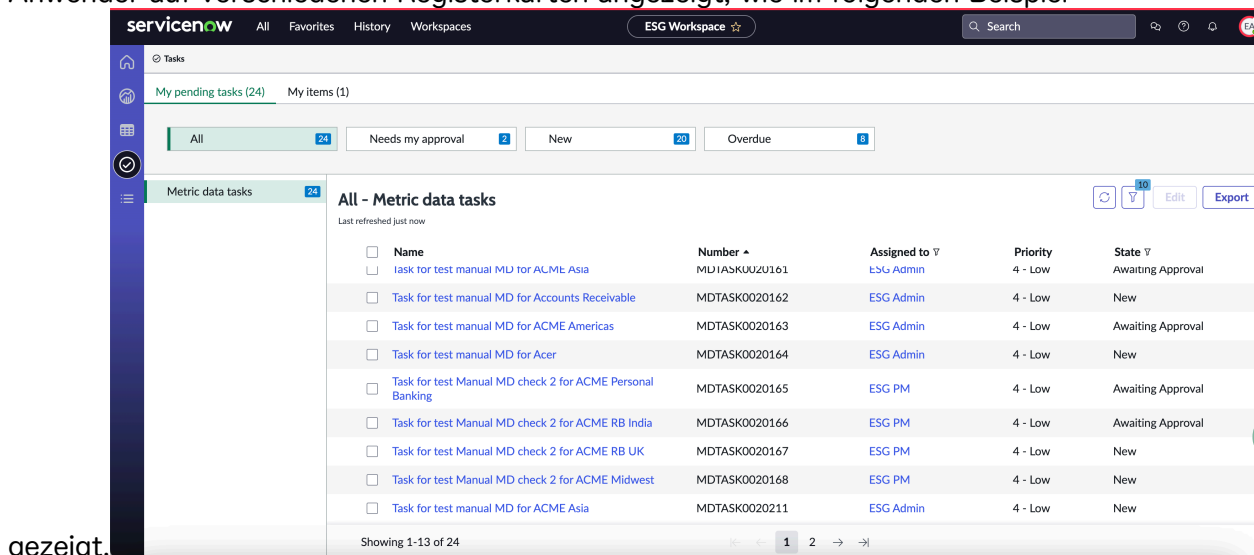 Anwender auf verschiedenen Registerkarten angezeigt, wie im folgenden Beispiel
servicenow All Favorites History Workspaces ESG Workspace ☆ Search EA
Tasks
My pending tasks (24) My items (1)
All 24 Needs my approval 2 New 20 Overdue 8
Metric data tasks 24
All - Metric data tasks 10 Edit Export
Last refreshed just now
Name Number Assigned to Priority State
Task for test manual MD for ACME Asia MDTASK0020161 ESG Admin 4 - Low Awaiting Approval
Task for test manual MD for Accounts Receivable MDTASK0020162 ESG Admin 4 - Low New
Task for test manual MD for ACME Americas MDTASK0020163 ESG Admin 4 - Low Awaiting Approval
Task for test manual MD for Acer MDTASK0020164 ESG Admin 4 - Low New
Task for test Manual MD check 2 for ACME Personal
Banking MDTASK0020165 ESG PM 4 - Low Awaiting Approval
Task for test Manual MD check 2 for ACME RB India MDTASK0020166 ESG PM 4 - Low Awaiting Approval
Task for test Manual MD check 2 for ACME RB UK MDTASK0020167 ESG PM 4 - Low New
Task for test Manual MD check 2 for ACME Midwest MDTASK0020168 ESG PM 4 - Low New
Task for test manual MD for ACME Asia MDTASK0020211 ESG Admin 4 - Low New
Showing 1-13 of 24 1 2
gezeigt.